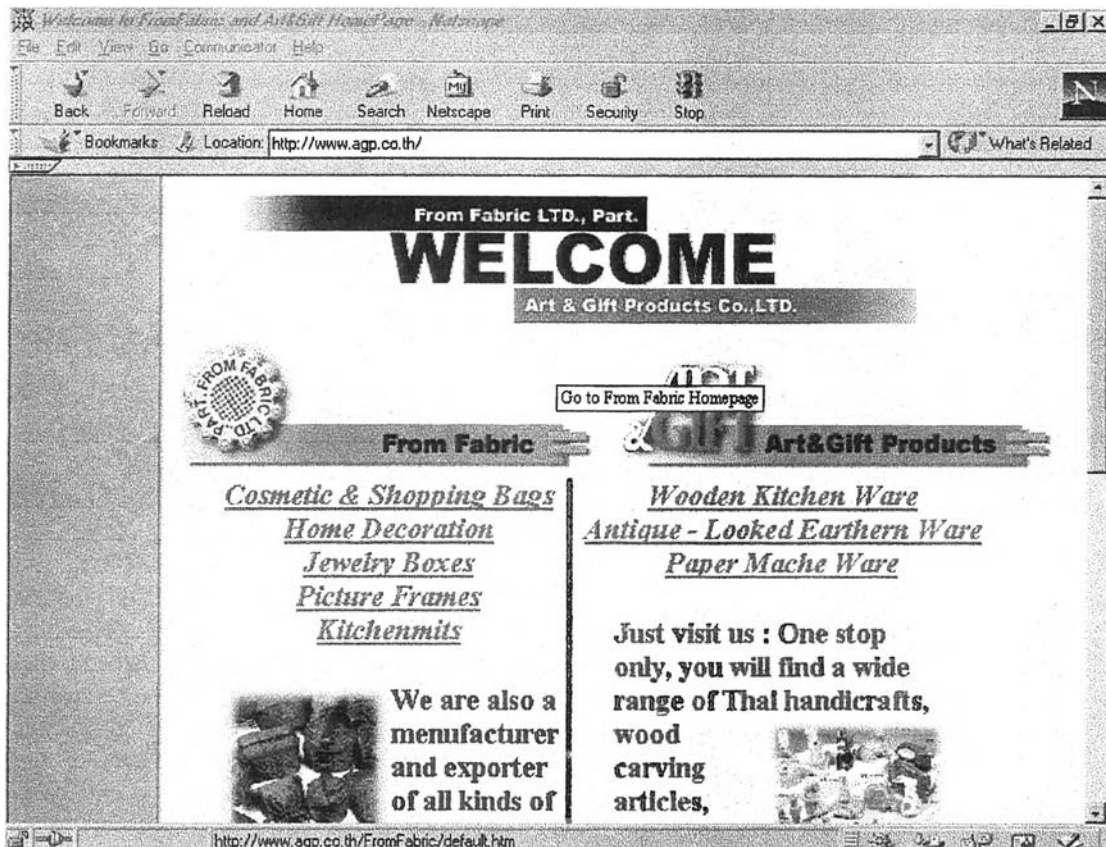 Welcome to FromFabric and Art&Gift HomePage - Netscape
File Edit View Go Communicator Help
Back Forward Reload Home Search Netscape Print Security Stop
Bookmarks Location: http://www.agp.co.th/ What's Related
From Fabric LTD., Part.
WELCOME
Art & Gift Products Co.,LTD.
PART. FROM FABRIC LTD.,
ART
Go to From Fabric Homepage
& GIFT
From Fabric
Art&Gift Products
Cosmetic & Shopping Bags
Home Decoration
Jewelry Boxes
Picture Frames
Kitchenmits
We are also a
menufacturer
and exporter
of all kinds of
Wooden Kitchen Ware
Antique - Looked Earthern Ware
Paper Mache Ware
Just visit us : One stop
only, you will find a wide
range of Thai handicrafts,
wood
carving
articles,
http://www.agp.co.th/FromFabric/default.htm